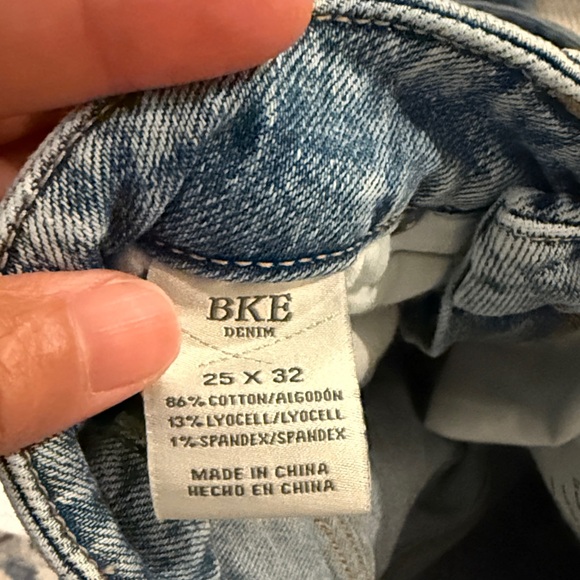 BKE
DENIM
25 X 32
86% COTTON/ALGODÓN
13% LYOCELL/LYOCELL
1% SPANDEX/SPANDEX
MADE IN CHINA
HECHO EN CHINA